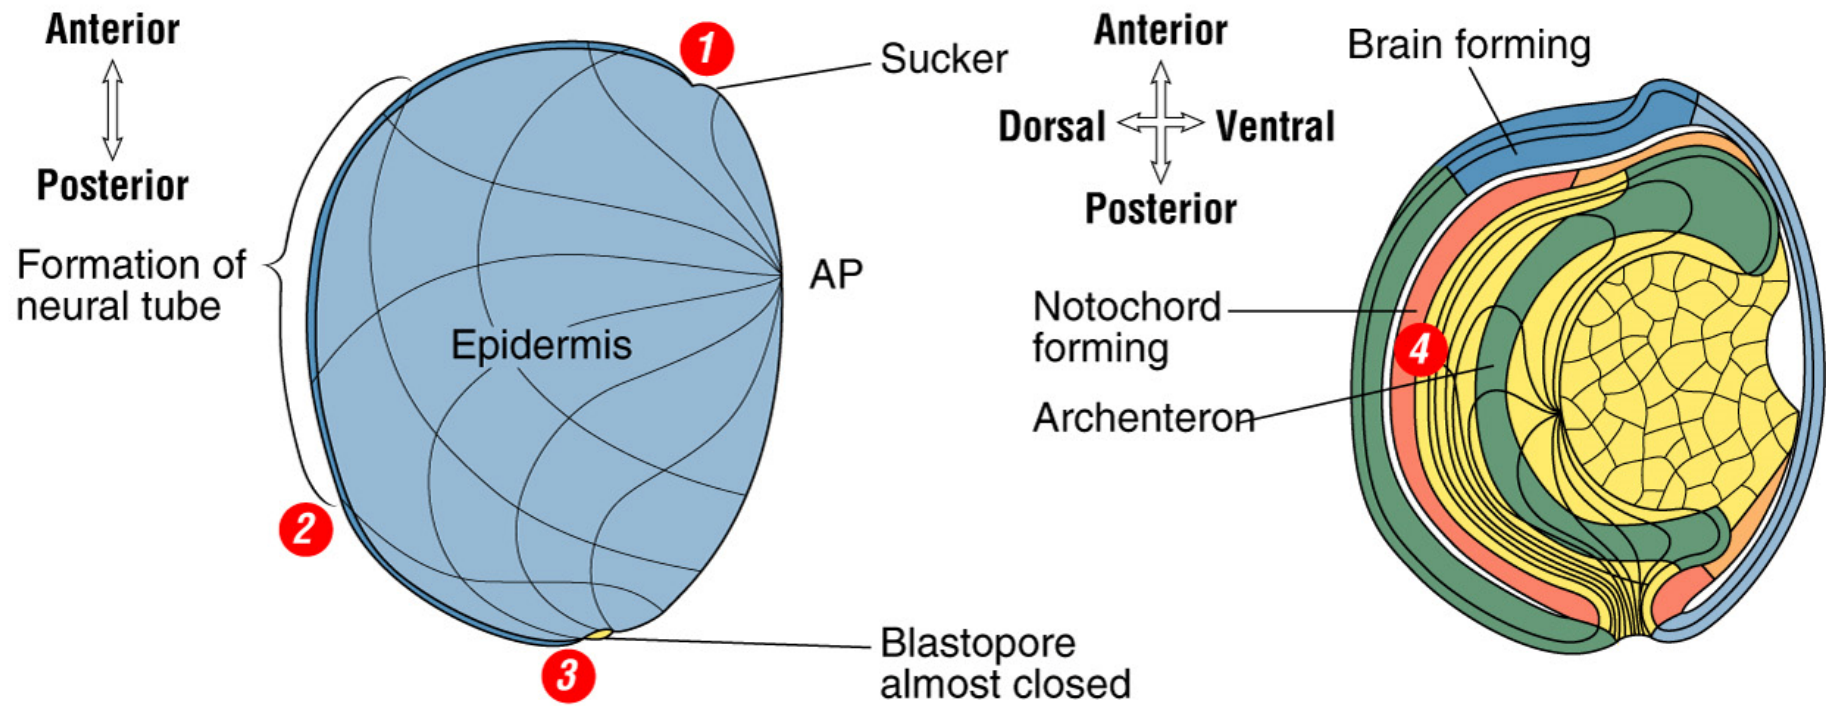 Anterior
Posterior
Formation of
neural tube
1
Sucker
AP
Epidermis
2
3
Blastopore
almost closed
Anterior
Dorsal
Ventral
Posterior
Brain forming
Notochord
forming
4
Archenteron